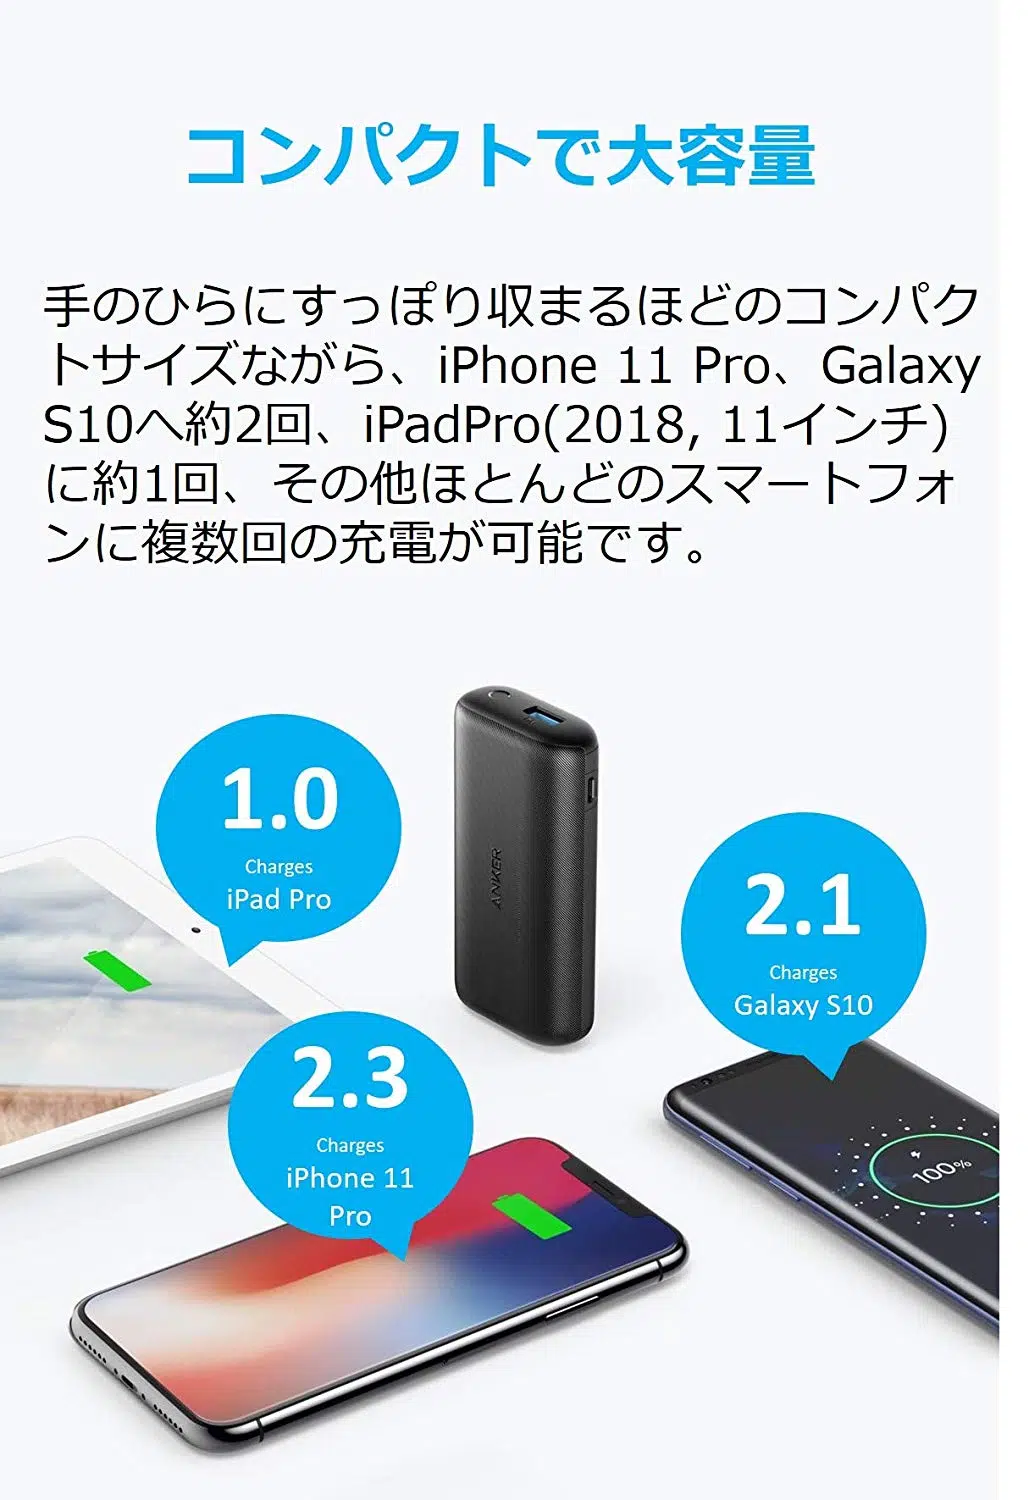 コンパクトで大容量
手のひらにすっぽり収まるほどのコンパク
トサイズながら、iPhone 11 Pro、Galaxy
S10へ約2回、iPadPro(2018, 11インチ)
に約1回、その他ほとんどのスマートフォ
ンに複数回の充電が可能です。
1.0
Charges
iPad Pro
ANKER
2.1
Charges
Galaxy S10
2.3
Charges
iPhone 11
Pro
100%